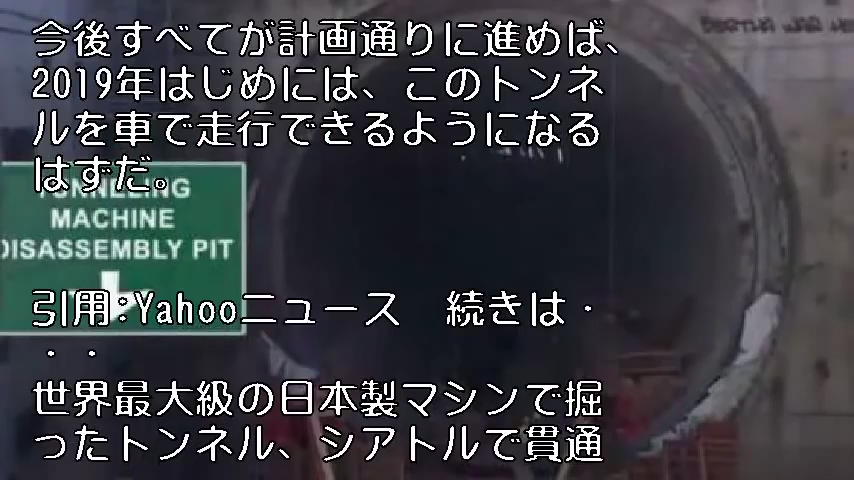 今後すべてが計画通りに進めば、
2019年はじめには、このトンネ
ルを車で走行できるようになる
はずだ。
TUNNELING
MACHINE
DISASSEMBLY PIT
引用:Yahooニュース　続きは・
・・
世界最大級の日本製マシンで掘
ったトンネル、シアトルで貫通